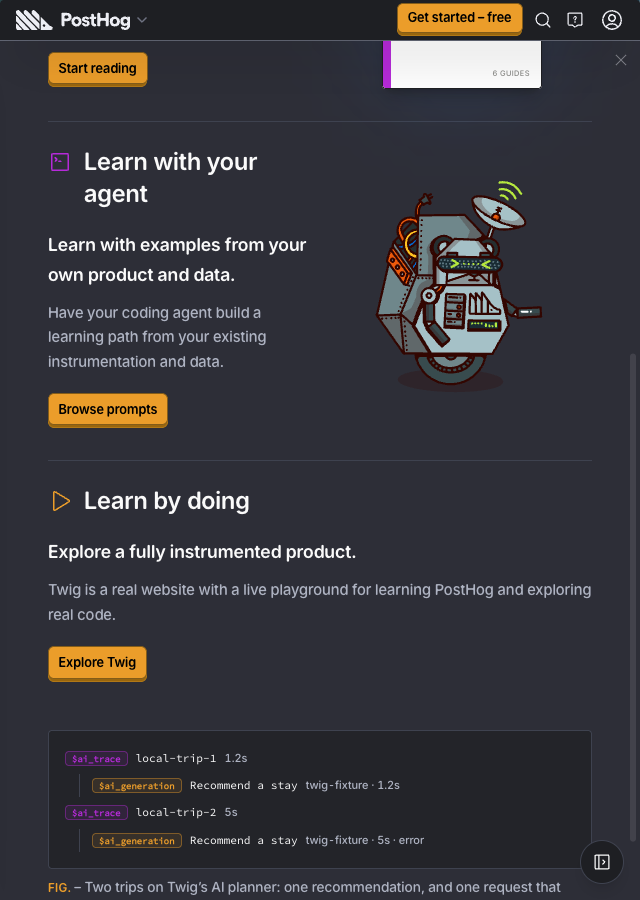 PostHog
Get started – free
Start reading
6 GUIDES
Learn with your
agent
Learn with examples from your
own product and data.
Have your coding agent build a
learning path from your existing
instrumentation and data.
Browse prompts
Learn by doing
Explore a fully instrumented product.
Twig is a real website with a live playground for learning PostHog and exploring
real code.
Explore Twig
$ai_trace local-trip-1 1.2s
$ai_generation Recommend a stay twig-fixture · 1.2s
$ai_trace local-trip-2 5s
$ai_generation Recommend a stay twig-fixture · 5s · error
FIG. – Two trips on Twig’s AI planner: one recommendation, and one request that